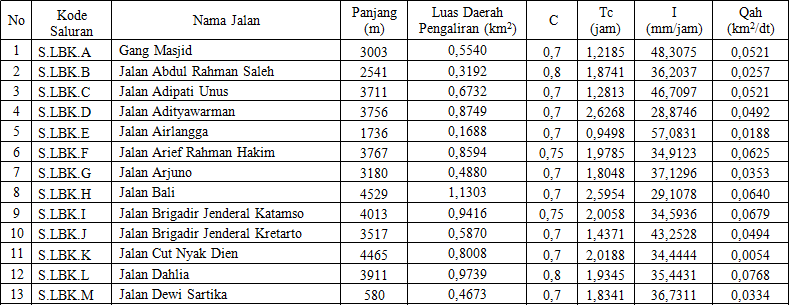 No Kode Saluran Nama Jalan Panjang (m) Luas Daerah Pengaliran (km2) C Tc (jam) I (mm/jam) Qah (km2/dt)
1 S.LBK.A Gang Masjid 3003 0,5540 0,7 1,2185 48,3075 0,0521
2 S.LBK.B Jalan Abdul Rahman Saleh 2541 0,3192 0,8 1,8741 36,2037 0,0257
3 S.LBK.C Jalan Adipati Unus 3711 0,6732 0,7 1,2813 46,7097 0,0521
4 S.LBK.D Jalan Adityawarman 3756 0,8749 0,7 2,6268 28,8746 0,0492
5 S.LBK.E Jalan Airlangga 1736 0,1688 0,7 0,9498 57,0831 0,0188
6 S.LBK.F Jalan Arief Rahman Hakim 3767 0,8594 0,75 1,9785 34,9123 0,0625
7 S.LBK.G Jalan Arjuno 3180 0,4880 0,7 1,8048 37,1296 0,0353
8 S.LBK.H Jalan Bali 4529 1,1303 0,7 2,5954 29,1078 0,0640
9 S.LBK.I Jalan Brigadir Jenderal Katamso 4013 0,9416 0,75 2,0058 34,5936 0,0679
10 S.LBK.J Jalan Brigadir Jenderal Kretarto 3517 0,5870 0,7 1,4371 43,2528 0,0494
11 S.LBK.K Jalan Cut Nyak Dien 4465 0,8008 0,7 2,0188 34,4444 0,0054
12 S.LBK.L Jalan Dahlia 3911 0,9739 0,8 1,9345 35,4431 0,0768
13 S.LBK.M Jalan Dewi Sartika 580 0,4673 0,7 1,8341 36,7311 0,0334